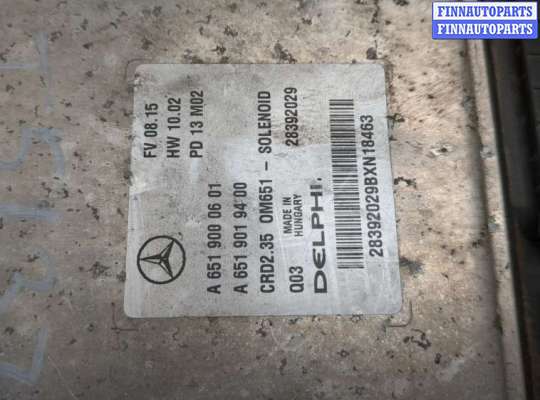 FINNAUTOPARTS
FINNAUTOPARTS
FV 08.15
HW 10.02
PD 13 M02
A 651 900 06 01
A 651 901 94 00
CRD2.35 OM651 - SOLENOID
Q03 MADE IN HUNGARY 28392029
DELPHI
28392029BXN18463